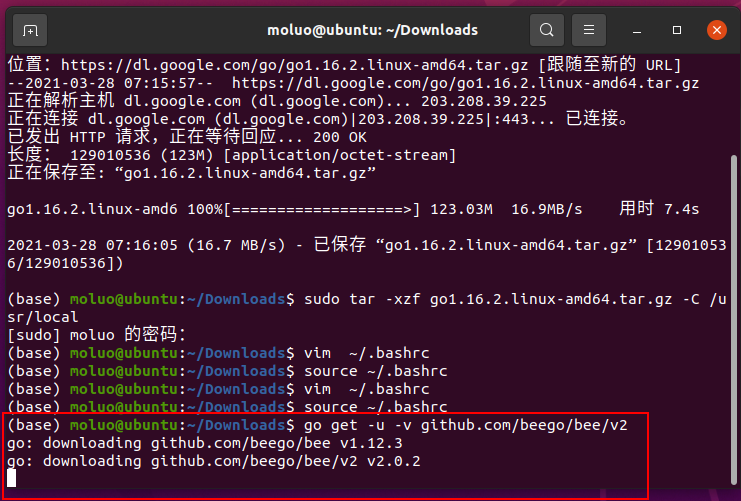 moluo@ubuntu: ~/Downloads
位置：https://dl.google.com/go/go1.16.2.linux-amd64.tar.gz [跟随至新的 URL]
--2021-03-28 07:15:57--  https://dl.google.com/go/go1.16.2.linux-amd64.tar.gz
正在解析主机 dl.google.com (dl.google.com)... 203.208.39.225
正在连接 dl.google.com (dl.google.com)|203.208.39.225|:443... 已连接。
已发出 HTTP 请求，正在等待回应... 200 OK
长度： 129010536 (123M) [application/octet-stream]
正在保存至: “go1.16.2.linux-amd64.tar.gz”
go1.16.2.linux-amd6 100%[===================>] 123.03M  16.9MB/s    用时 7.4s
2021-03-28 07:16:05 (16.7 MB/s) - 已保存 “go1.16.2.linux-amd64.tar.gz” [12901053
6/129010536])
(base) moluo@ubuntu:~/Downloads$ sudo tar -xzf go1.16.2.linux-amd64.tar.gz -C /u
sr/local
[sudo] moluo 的密码：
(base) moluo@ubuntu:~/Downloads$ vim  ~/.bashrc
(base) moluo@ubuntu:~/Downloads$ source ~/.bashrc
(base) moluo@ubuntu:~/Downloads$ vim  ~/.bashrc
(base) moluo@ubuntu:~/Downloads$ source ~/.bashrc
(base) moluo@ubuntu:~/Downloads$ go get -u -v github.com/beego/bee/v2
go: downloading github.com/beego/bee v1.12.3
go: downloading github.com/beego/bee/v2 v2.0.2